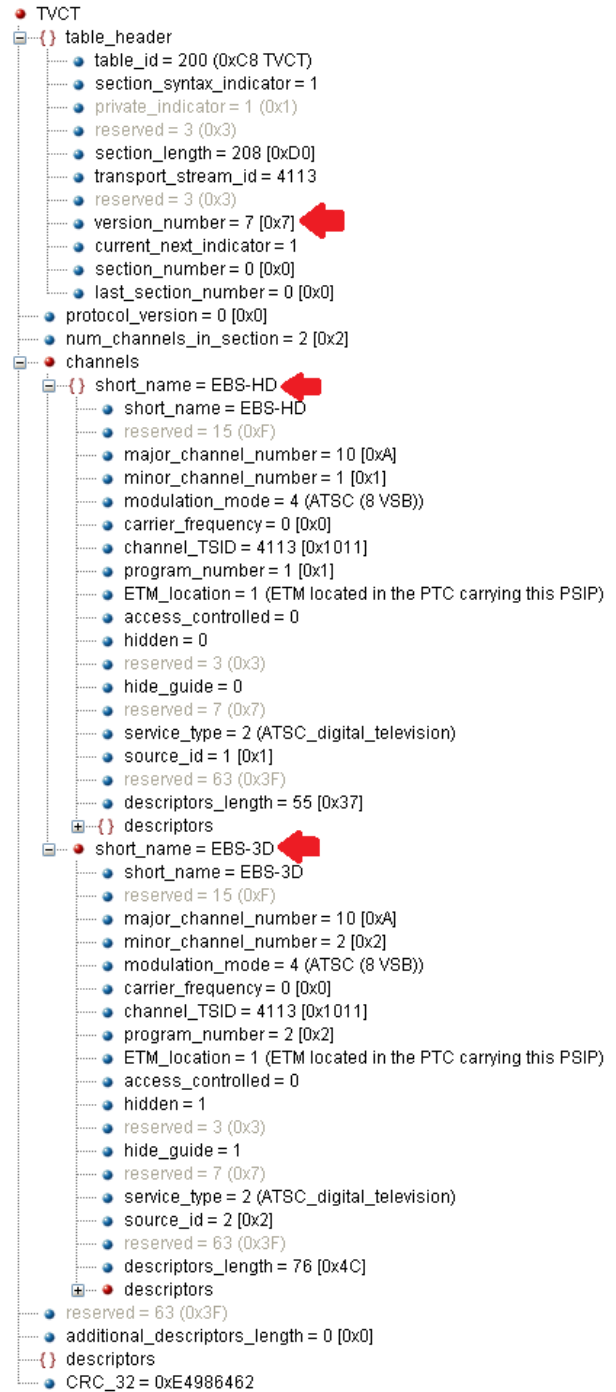 TVCT
table_header
table_id = 200 (0xC8 TVCT)
section_syntax_indicator = 1
private_indicator = 1 (0x1)
reserved = 3 (0x3)
section_length = 208 [0xD0]
transport_stream_id = 4113
reserved = 3 (0x3)
version_number = 7 [0x7]
current_next_indicator = 1
section_number = 0 [0x0]
last_section_number = 0 [0x0]
protocol_version = 0 [0x0]
num_channels_in_section = 2 [0x2]
channels
short_name = EBS-HD
short_name = EBS-HD
reserved = 15 (0xF)
major_channel_number = 10 [0xA]
minor_channel_number = 1 [0x1]
modulation_mode = 4 (ATSC (8 VSB))
carrier_frequency = 0 [0x0]
channel_TSID = 4113 [0x1011]
program_number = 1 [0x1]
ETM_location = 1 (ETM located in the PTC carrying this PSIP)
access_controlled = 0
hidden = 0
reserved = 3 (0x3)
hide_guide = 0
reserved = 7 (0x7)
service_type = 2 (ATSC_digital_television)
source_id = 1 [0x1]
reserved = 63 (0x3F)
descriptors_length = 55 [0x37]
descriptors
short_name = EBS-3D
short_name = EBS-3D
reserved = 15 (0xF)
major_channel_number = 10 [0xA]
minor_channel_number = 2 [0x2]
modulation_mode = 4 (ATSC (8 VSB))
carrier_frequency = 0 [0x0]
channel_TSID = 4113 [0x1011]
program_number = 2 [0x2]
ETM_location = 1 (ETM located in the PTC carrying this PSIP)
access_controlled = 0
hidden = 1
reserved = 3 (0x3)
hide_guide = 1
reserved = 7 (0x7)
service_type = 2 (ATSC_digital_television)
source_id = 2 [0x2]
reserved = 63 (0x3F)
descriptors_length = 76 [0x4C]
descriptors
reserved = 63 (0x3F)
additional_descriptors_length = 0 [0x0]
descriptors
CRC_32 = 0xE4986462